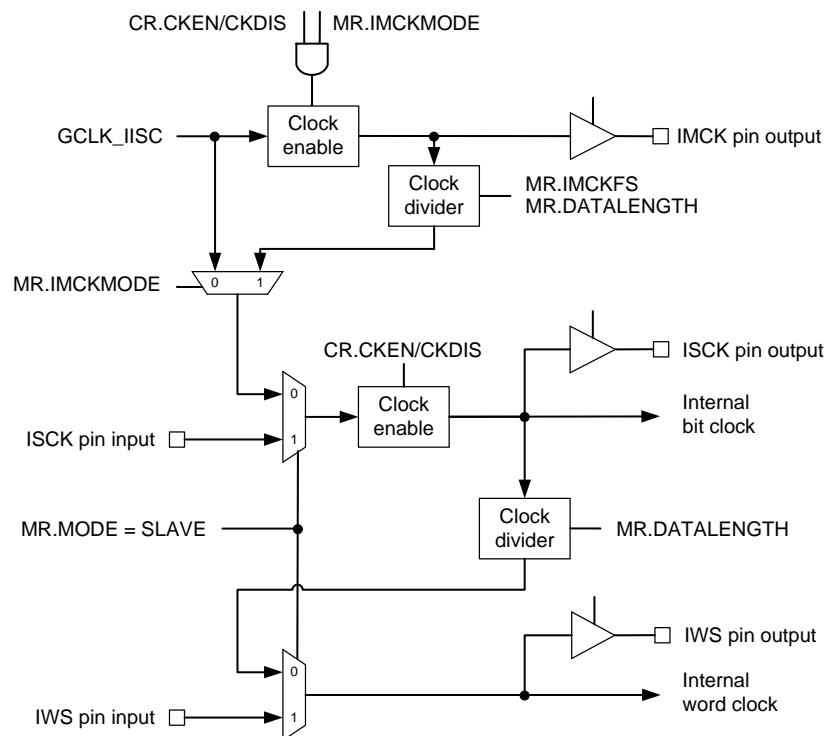 CR.CKEN/CKDIS MR.IMCKMODE
GCLK_IISC
Clock
enable
IMCK pin output
Clock
divider
MR.IMCKFS
MR.DATALENGTH
MR.IMCKMODE
0 1
CR.CKEN/CKDIS
ISCK pin output
0
Clock
enable
Internal
bit clock
ISCK pin input
1
MR.MODE = SLAVE
Clock
divider
MR.DATALENGTH
IWS pin output
0
Internal
word clock
IWS pin input
1